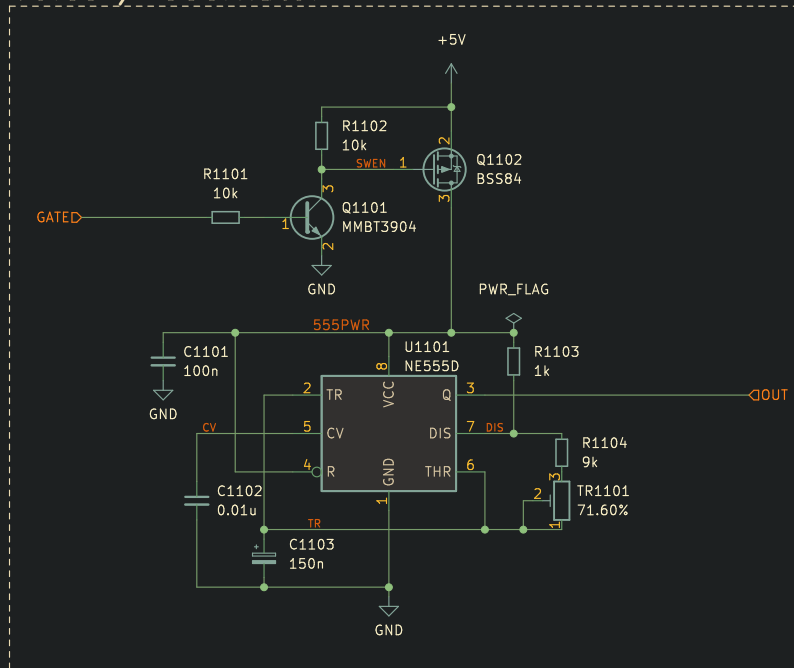 +5V
R1102
10k
SWEN
1
2
Q1102
BSS84
3
R1101
10k
GATE
1
3
Q1101
MMBT3904
2
GND
PWR_FLAG
555PWR
C1101
100n
GND
U1101
NE555D
8
R1103
1k
2
TR
VCC
Q
3
OUT
CV
5
CV
DIS
7
DIS
4
R
GND
THR
6
R1104
9k
C1102
0.01u
1
3
2
TR1101
71.60%
1
TR
C1103
150n
+
GND